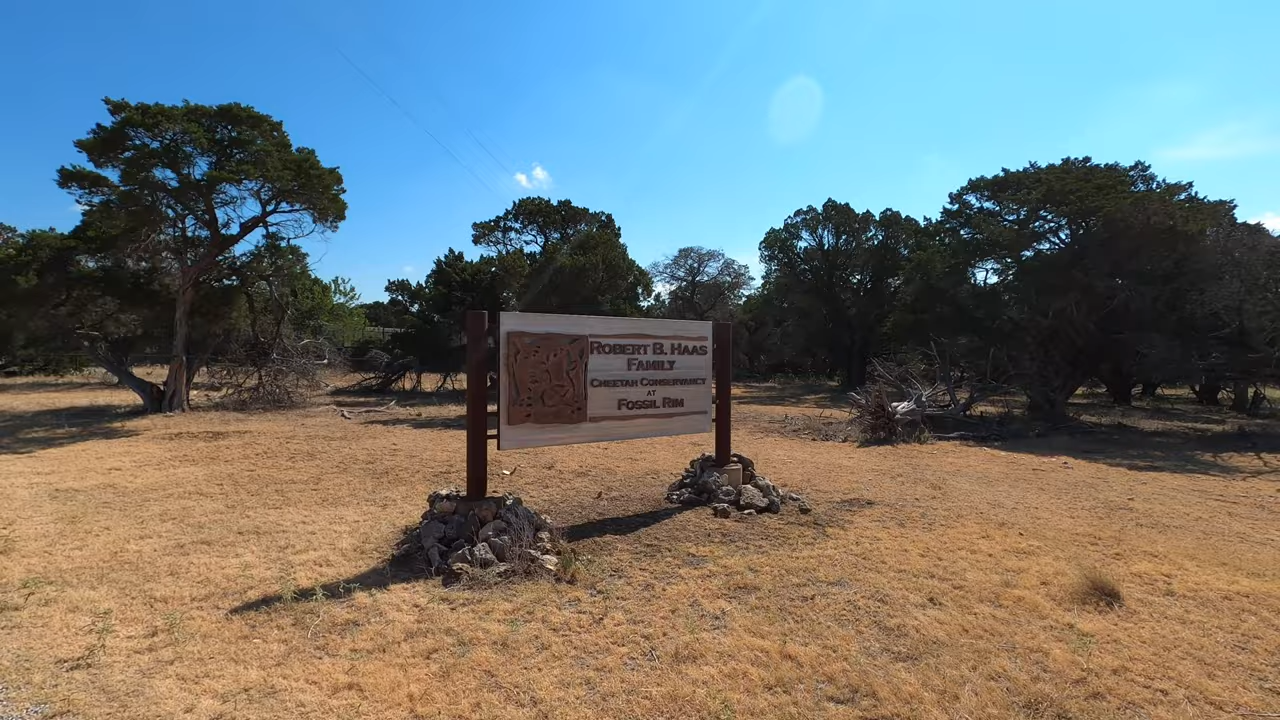 ROBERT B. HAAS
FAMILY
CHEETAH CONSERVANCY
AT
FOSSIL RIM